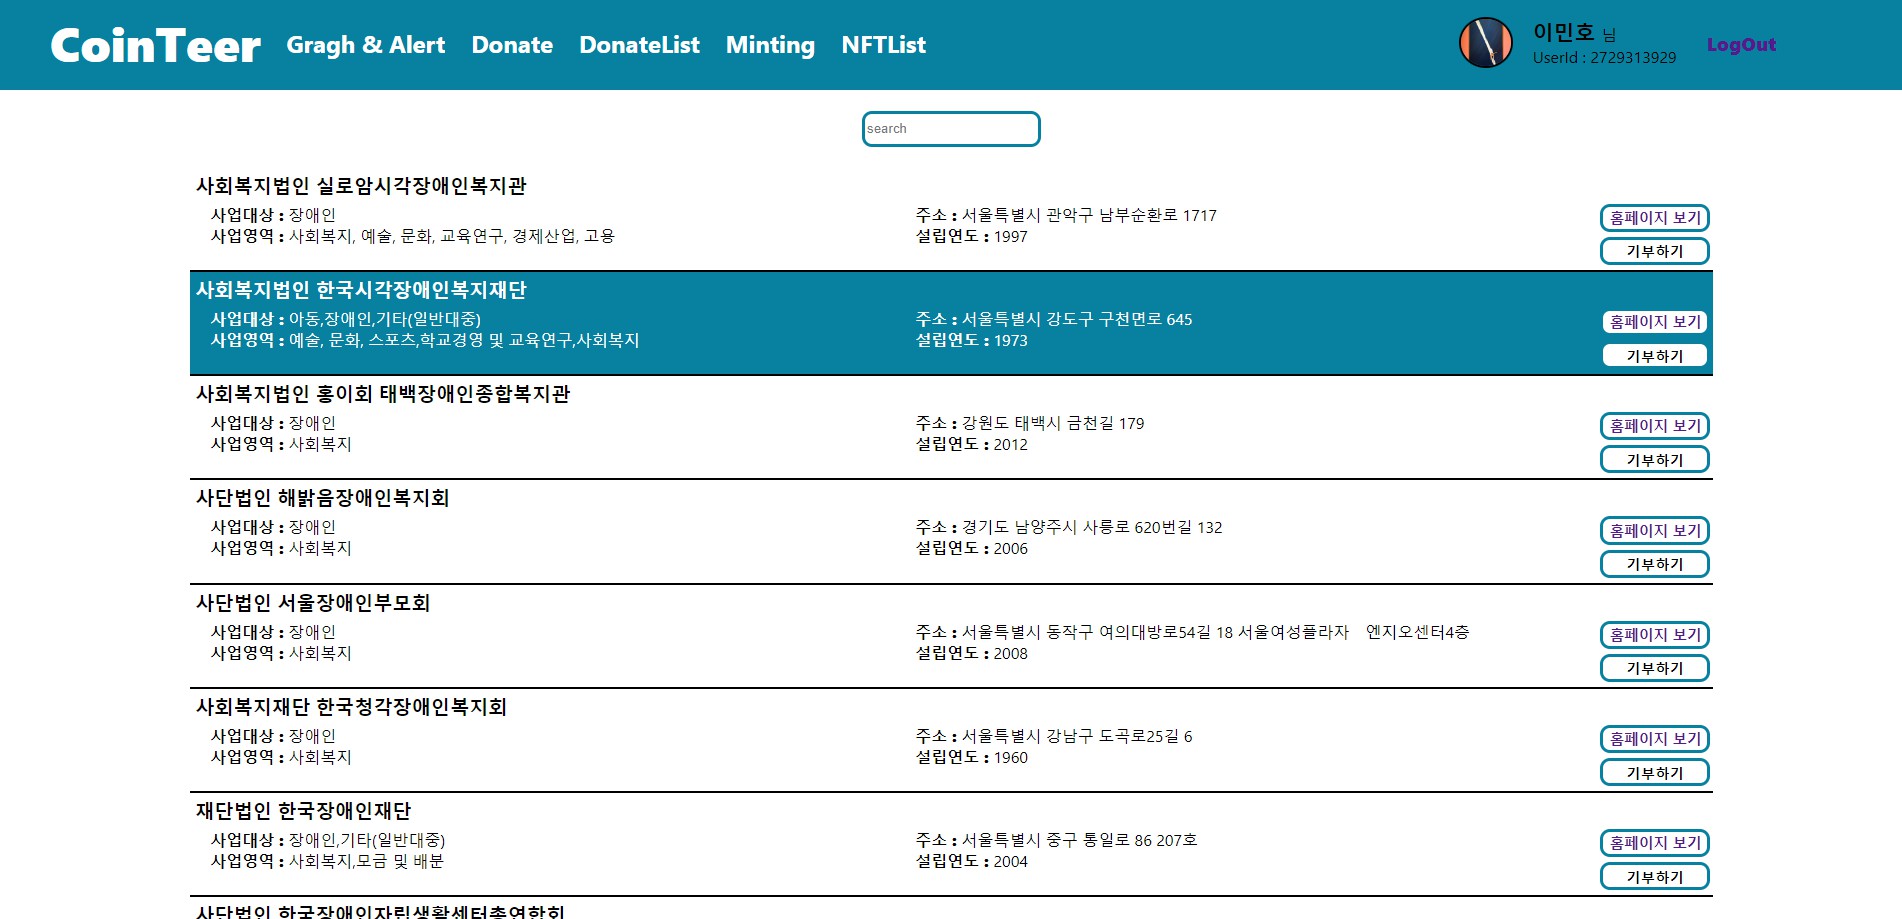 CoinTeer Gragh & Alert Donate DonateList Minting NFTList 이민호 님 LogOut
UserId : 2729313929
search
사회복지법인 실로암시각장애인복지관
사업대상 : 장애인 주소 : 서울특별시 관악구 남부순환로 1717 홈페이지 보기
사업영역 : 사회복지, 예술, 문화, 교육연구, 경제산업, 고용 설립연도 : 1997
기부하기
사회복지법인 한국시각장애인복지재단
사업대상 : 아동,장애인,기타(일반대중) 주소 : 서울특별시 강도구 구천면로 645 홈페이지 보기
사업영역 : 예술, 문화, 스포츠,학교경영 및 교육연구,사회복지 설립연도 : 1973
기부하기
사회복지법인 홍이회 태백장애인종합복지관
사업대상 : 장애인 주소 : 강원도 태백시 금천길 179 홈페이지 보기
사업영역 : 사회복지 설립연도 : 2012
기부하기
사단법인 해밝음장애인복지회
사업대상 : 장애인 주소 : 경기도 남양주시 사릉로 620번길 132 홈페이지 보기
사업영역 : 사회복지 설립연도 : 2006
기부하기
사단법인 서울장애인부모회
사업대상 : 장애인 주소 : 서울특별시 동작구 여의대방로54길 18 서울여성플라자 엔지오센터4층 홈페이지 보기
사업영역 : 사회복지 설립연도 : 2008
기부하기
사회복지재단 한국청각장애인복지회
사업대상 : 장애인 주소 : 서울특별시 강남구 도곡로25길 6 홈페이지 보기
사업영역 : 사회복지 설립연도 : 1960
기부하기
재단법인 한국장애인재단
사업대상 : 장애인,기타(일반대중) 주소 : 서울특별시 중구 통일로 86 207호 홈페이지 보기
사업영역 : 사회복지,모금 및 배분 설립연도 : 2004
기부하기
사단법인 한국장애인자립생활센터총연합회